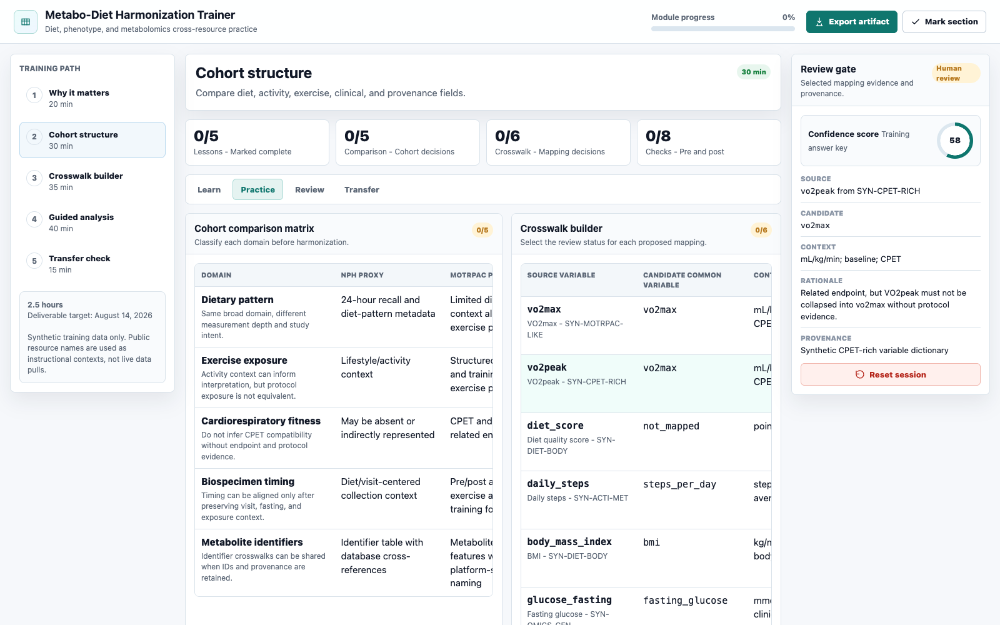 Metabo-Diet Harmonization Trainer
Diet, phenotype, and metabolomics cross-resource practice
Module progress
0%
Export artifact
Mark section
TRAINING PATH
1
Why it matters
20 min
2
Cohort structure
30 min
3
Crosswalk builder
35 min
4
Guided analysis
40 min
5
Transfer check
15 min
2.5 hours
Deliverable target: August 14, 2026
Synthetic training data only. Public
resource names are used as
instructional contexts, not live data
pulls.
Cohort structure
30 min
Compare diet, activity, exercise, clinical, and provenance fields.
0/5
Lessons - Marked complete
0/5
Comparison - Cohort decisions
0/6
Crosswalk - Mapping decisions
0/8
Checks - Pre and post
Learn
Practice
Review
Transfer
Cohort comparison matrix
Classify each domain before harmonization.
0/5
DOMAIN
NPH PROXY
MOTRPAC P
Dietary pattern
Same broad domain, different
measurement depth and study
intent.
24-hour recall and
diet-pattern metadata
Limited di
context al
exercise p
Exercise exposure
Activity context can inform
interpretation, but protocol
exposure is not equivalent.
Lifestyle/activity
context
Structured
and trainin
exercise p
Cardiorespiratory fitness
Do not infer CPET compatibility
without endpoint and protocol
evidence.
May be absent or
indirectly represented
CPET and
related en
Biospecimen timing
Timing can be aligned only after
preserving visit, fasting, and
exposure context.
Diet/visit-centered
collection context
Pre/post a
exercise a
training fo
Metabolite identifiers
Identifier crosswalks can be shared
when IDs and provenance are
retained.
Identifier table with
database cross-
references
Metabolite
features w
platform-s
naming
Crosswalk builder
Select the review status for each proposed mapping.
0/6
SOURCE VARIABLE
CANDIDATE COMMON
VARIABLE
CONT
vo2max
VO2max - SYN-MOTRPAC-
LIKE
vo2max
mL/k
CPE
vo2peak
VO2peak - SYN-CPET-RICH
vo2max
mL/k
CPE
diet_score
Diet quality score - SYN-
DIET-BODY
not_mapped
poin
daily_steps
Daily steps - SYN-ACTI-MET
steps_per_day
step
aver
body_mass_index
BMI - SYN-DIET-BODY
bmi
kg/m
body
glucose_fasting
Fasting glucose - SYN-
OMICS-GEN
fasting_glucose
mmo
clini
Review gate
Selected mapping evidence and
provenance.
Human
review
Confidence score Training
answer key
58
SOURCE
vo2peak from SYN-CPET-RICH
CANDIDATE
vo2max
CONTEXT
mL/kg/min; baseline; CPET
RATIONALE
Related endpoint, but VO2peak must not be
collapsed into vo2max without protocol
evidence.
PROVENANCE
Synthetic CPET-rich variable dictionary
Reset session